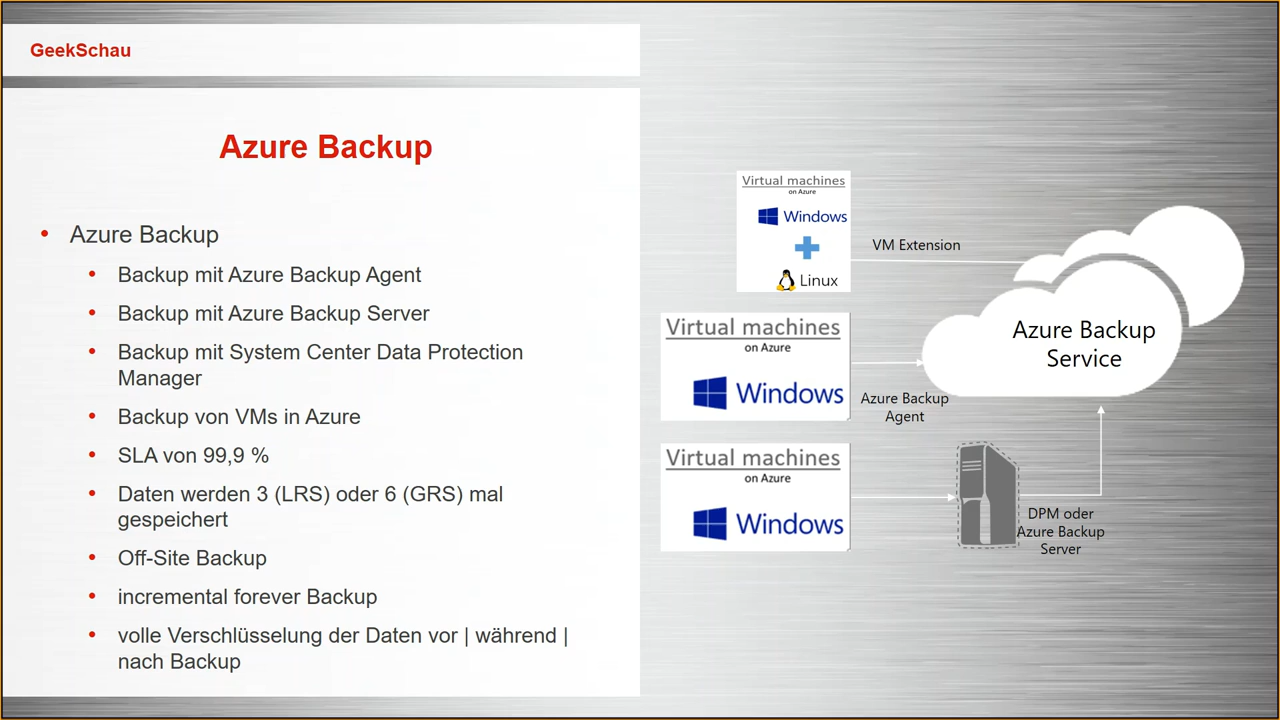 GeekSchau
Azure Backup
Azure Backup
Backup mit Azure Backup Agent
Backup mit Azure Backup Server
Backup mit System Center Data Protection
Manager
Backup von VMs in Azure
SLA von 99,9 %
Daten werden 3 (LRS) oder 6 (GRS) mal
gespeichert
Off-Site Backup
incremental forever Backup
volle Verschlüsselung der Daten vor | während |
nach Backup
Virtual machines
on Azure
Windows
Linux
VM Extension
Virtual machines
on Azure
Windows
Azure Backup
Agent
Azure Backup
Service
Virtual machines
on Azure
Windows
DPM oder
Azure Backup
Server